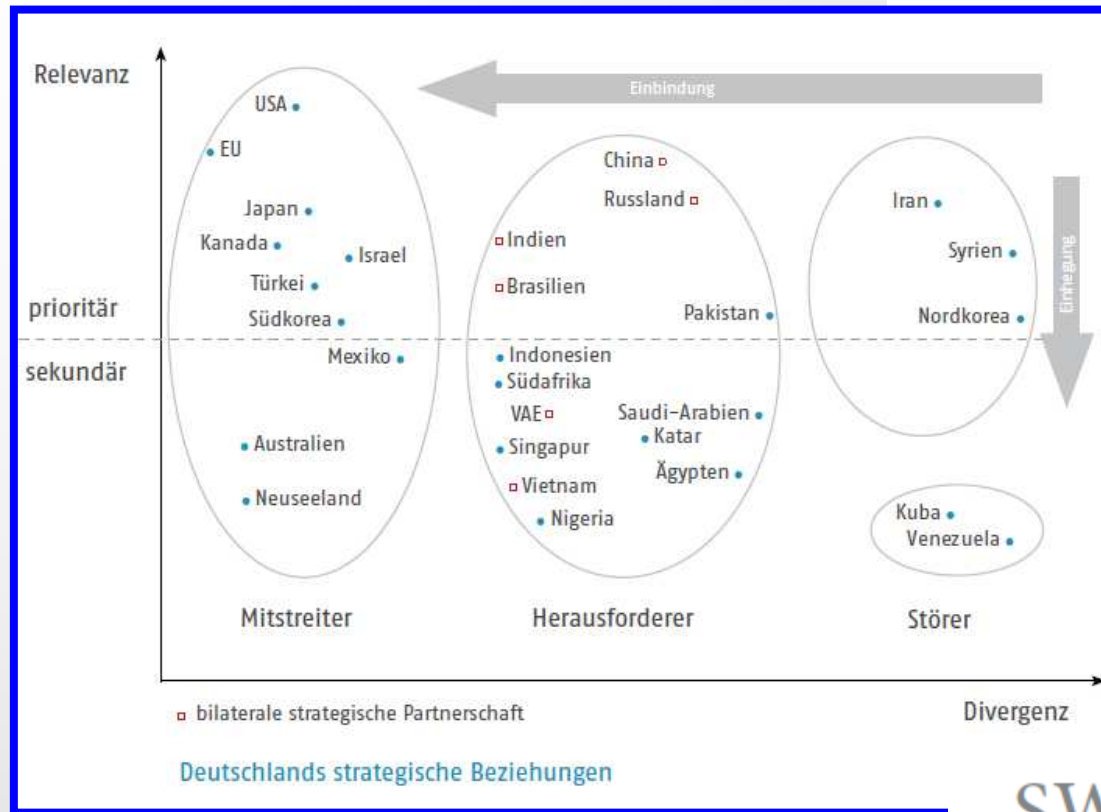 Relevanz
Einbindung
USA
EU
China
Russland
Iran
Japan
Kanada
Israel
Indien
Syrien
Einhegung
Türkei
Brasilien
prioritär
Südkorea
Pakistan
Nordkorea
sekundär
Mexiko
Indonesien
Südafrika
VAE
Saudi-Arabien
Australien
Singapur
Katar
Ägypten
Neuseeland
Vietnam
Nigeria
Kuba
Venezuela
Mitstreiter
Herausforderer
Störer
bilaterale strategische Partnerschaft
Divergenz
Deutschlands strategische Beziehungen
SW